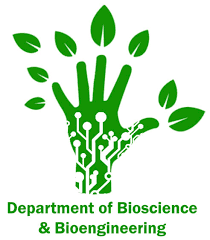 Department of Bioscience
& Bioengineering